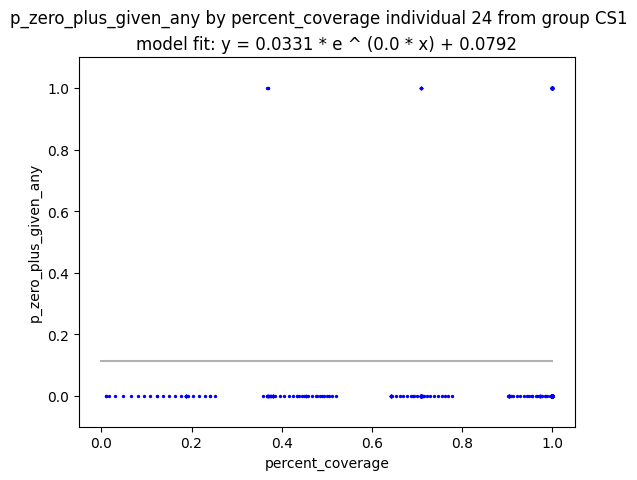 p_zero_plus_given_any by percent_coverage individual 24 from group CS1
model fit: y = 0.0331 * e ^ (0.0 * x) + 0.0792
1.0
0.8
0.6
0.4
0.2
0.0
p_zero_plus_given_any
0.0 0.2 0.4 0.6 0.8 1.0
percent_coverage